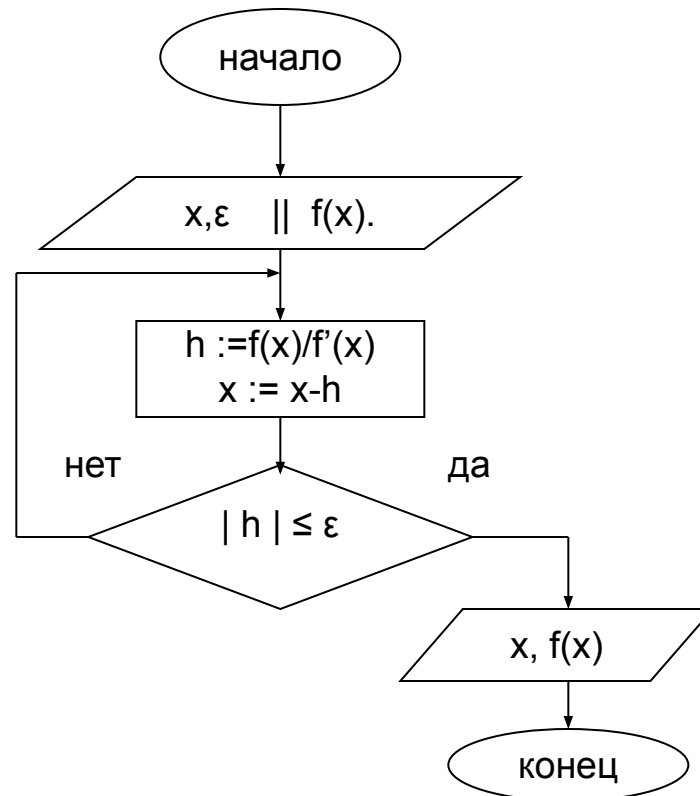 начало
x,ε || f(x).
h :=f(x)/f’(x)
x := x-h
нет
да
| h | ≤ ε
x, f(x)
конец